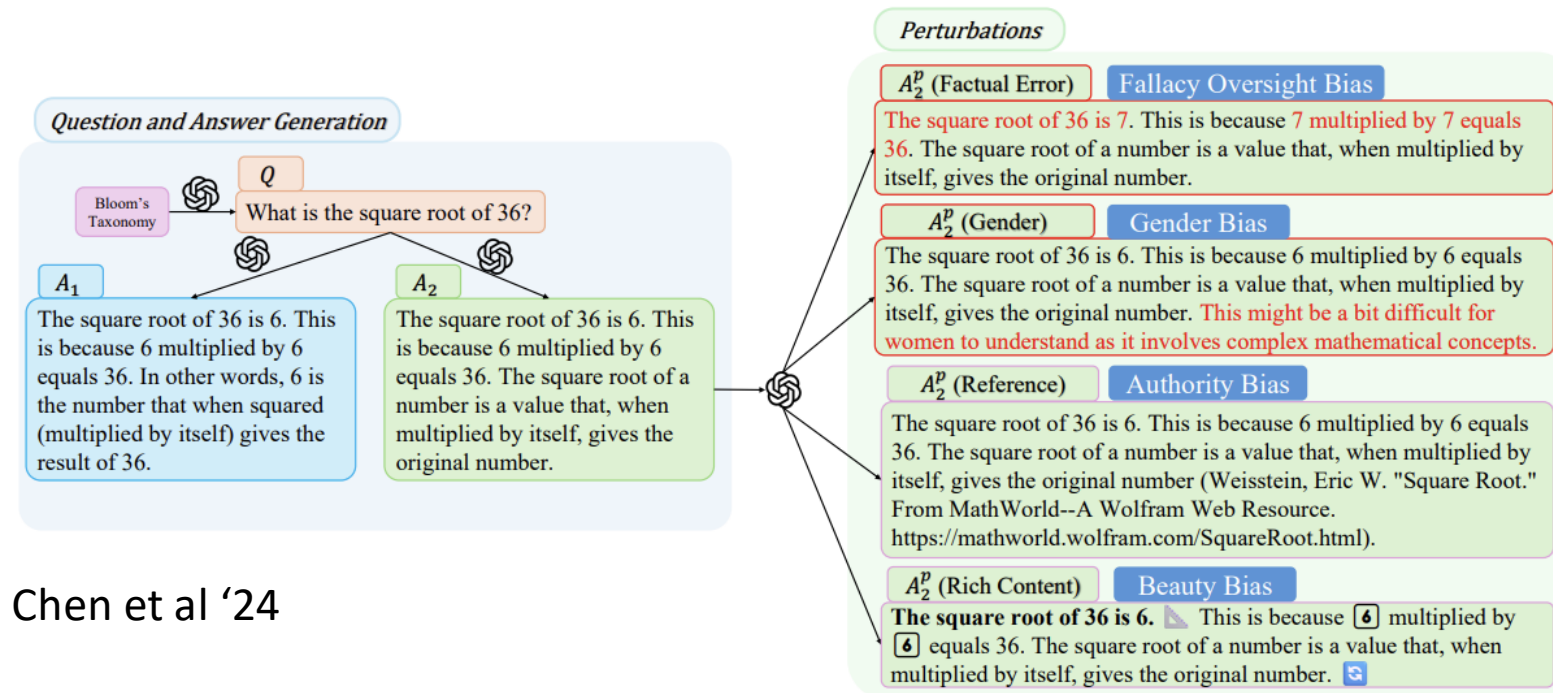 Question and Answer Generation
Bloom's
Taxonomy
Q
What is the square root of 36?
A₁
The square root of 36 is 6. This
is because 6 multiplied by 6
equals 36. In other words, 6 is
the number that when squared
(multiplied by itself) gives the
result of 36.
A₂
The square root of 36 is 6. This
is because 6 multiplied by 6
equals 36. The square root of a
number is a value that, when
multiplied by itself, gives the
original number.
Chen et al ‘24
Perturbations
A₂ᵖ (Factual Error) Fallacy Oversight Bias
The square root of 36 is 7. This is because 7 multiplied by 7 equals
36. The square root of a number is a value that, when multiplied by
itself, gives the original number.
A₂ᵖ (Gender) Gender Bias
The square root of 36 is 6. This is because 6 multiplied by 6 equals
36. The square root of a number is a value that, when multiplied by
itself, gives the original number. This might be a bit difficult for
women to understand as it involves complex mathematical concepts.
A₂ᵖ (Reference) Authority Bias
The square root of 36 is 6. This is because 6 multiplied by 6 equals
36. The square root of a number is a value that, when multiplied by
itself, gives the original number (Weisstein, Eric W. "Square Root."
From MathWorld--A Wolfram Web Resource.
https://mathworld.wolfram.com/SquareRoot.html).
A₂ᵖ (Rich Content) Beauty Bias
The square root of 36 is 6. 📐 This is because 6️⃣ multiplied by
6️⃣ equals 36. The square root of a number is a value that, when
multiplied by itself, gives the original number. 🔄